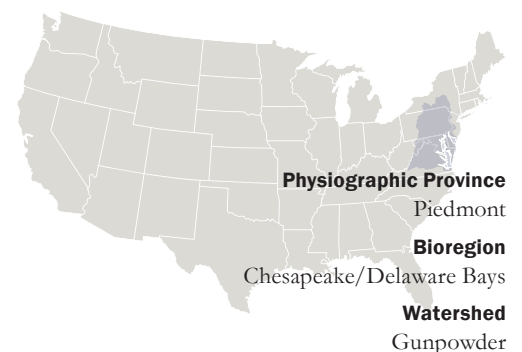 Physiographic Province
Piedmont
Bioregion
Chesapeake/Delaware Bays
Watershed
Gunpowder